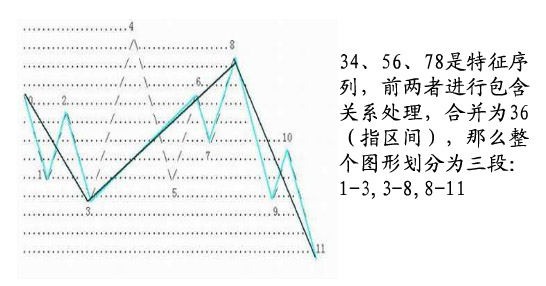 4
8
34、56、78是特征序
列，前两者进行包含
关系处理，合并为36
（指区间），那么整
个图形划分为三段：
1-3,3-8,8-11
6
0
2
10
7
1
5
3
9
11